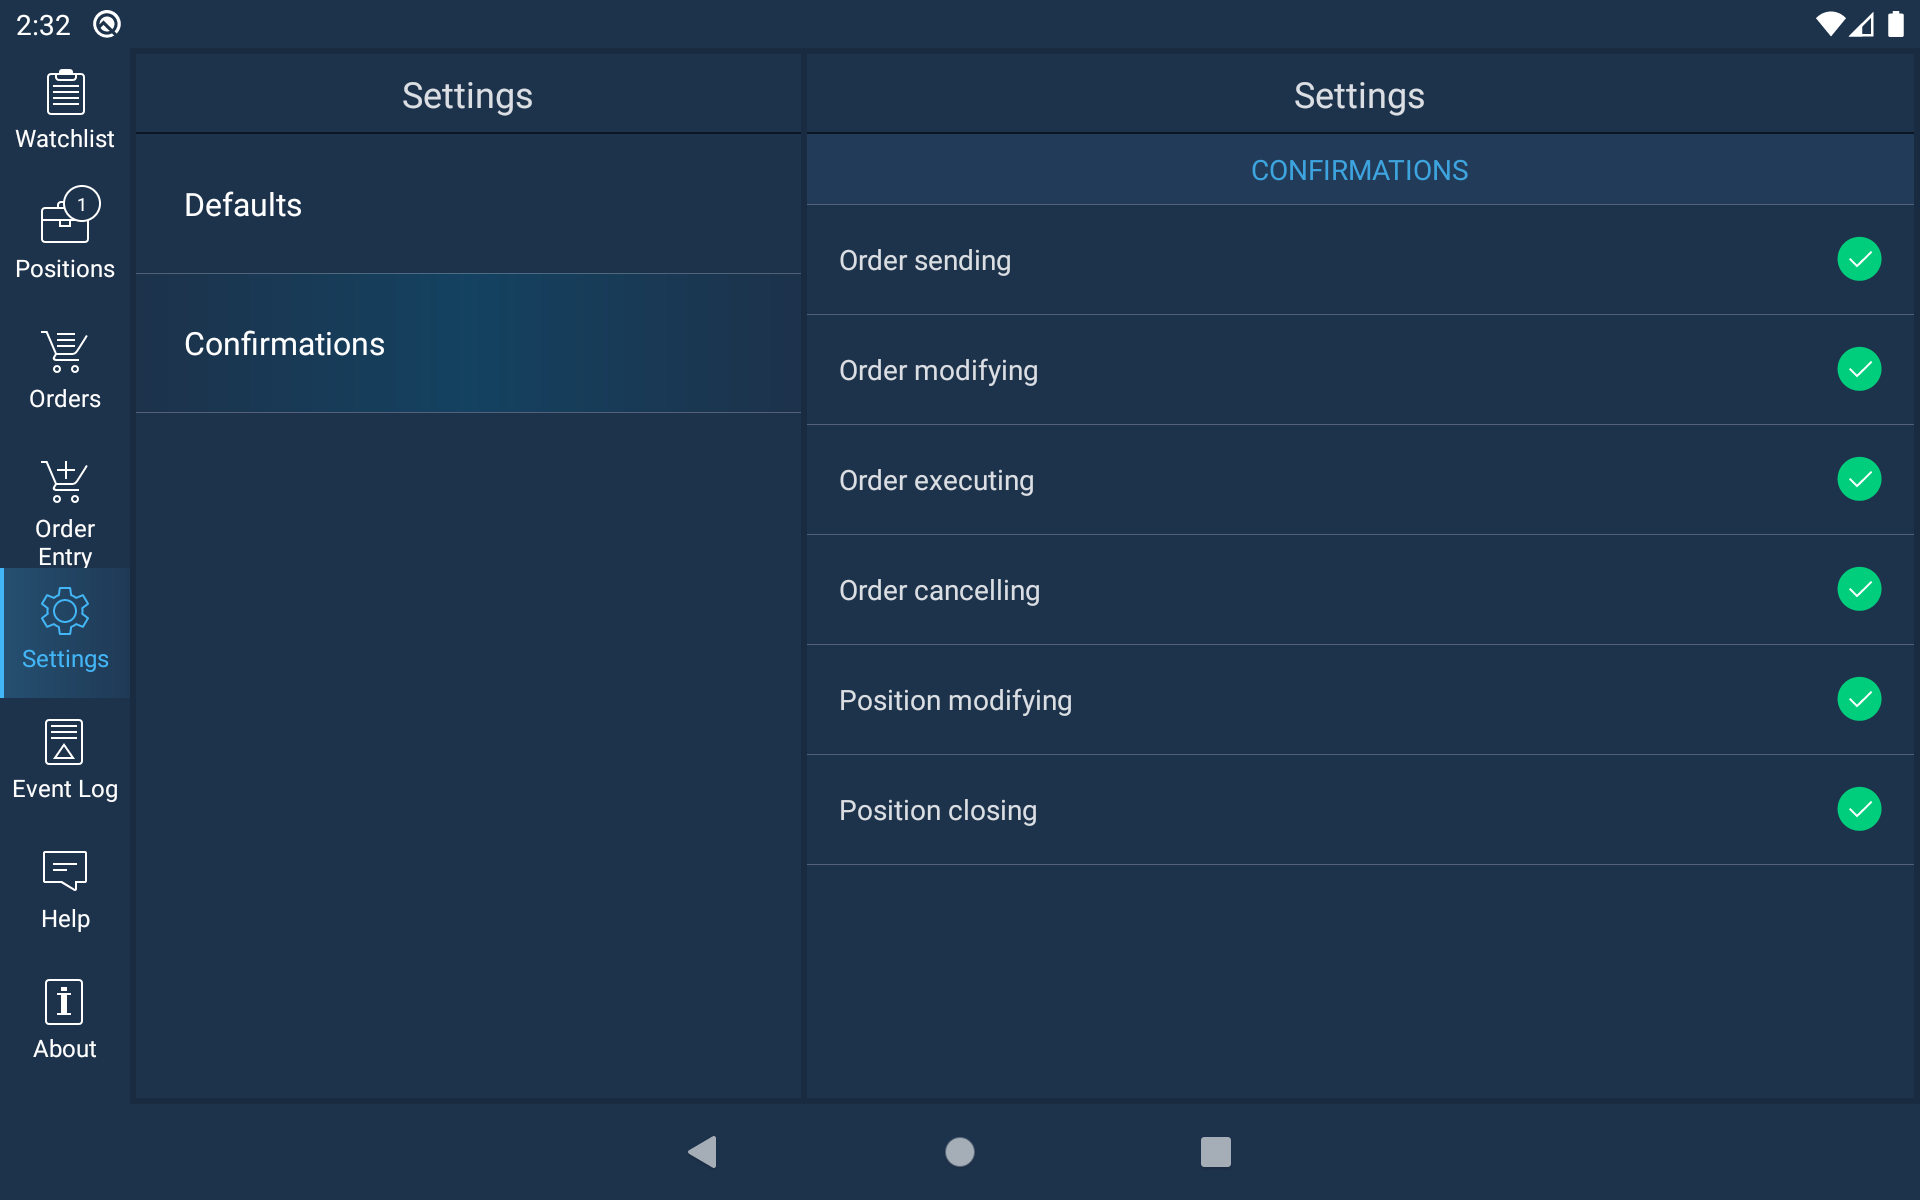 2:32
Watchlist
1
Positions
Orders
Order
Entry
Settings
Event Log
Help
About
Settings
Defaults
Confirmations
Settings
CONFIRMATIONS
Order sending
Order modifying
Order executing
Order cancelling
Position modifying
Position closing